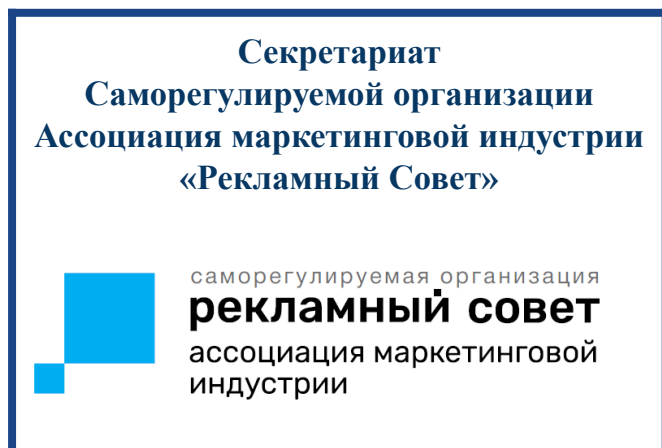 Секретариат
Саморегулируемой организации
Ассоциация маркетинговой индустрии
«Рекламный Совет»
саморегулируемая организация
рекламный совет
ассоциация маркетинговой
индустрии